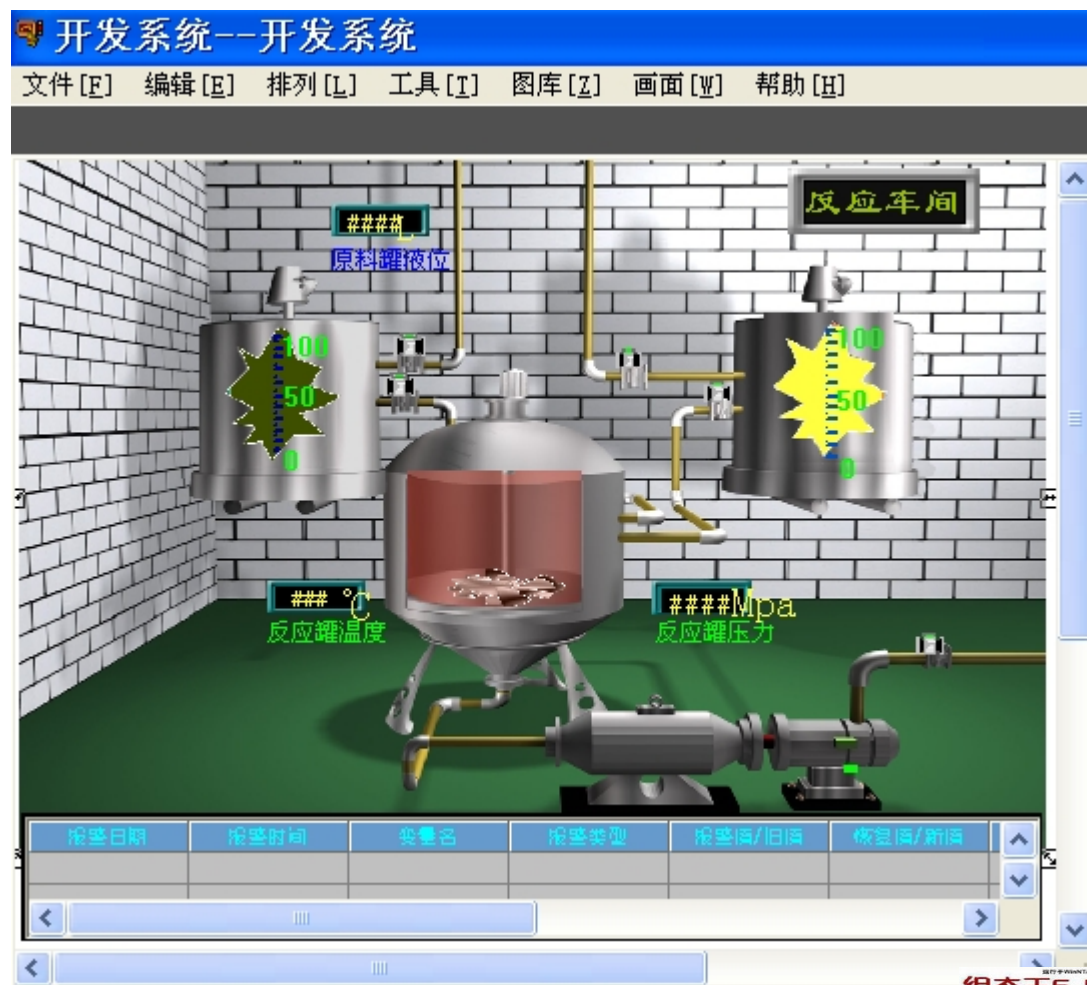 开发系统--开发系统
文件[F] 编辑[E] 排列[L] 工具[T] 图库[Z] 画面[W] 帮助[H]
反应车间
####L
原料罐液位
100
50
0
100
50
0
### ℃
反应罐温度
####Mpa
反应罐压力
报警日期 报警时间 变量名 报警类型 报警值/旧值 恢复值/新值